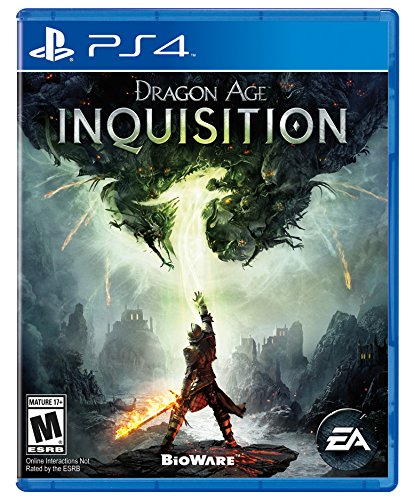 PS4
DRAGON AGE
INQUISITION
MATURE 17+
M
ESRB
Online Interactions Not
Rated by the ESRB
BIOWARE
EA